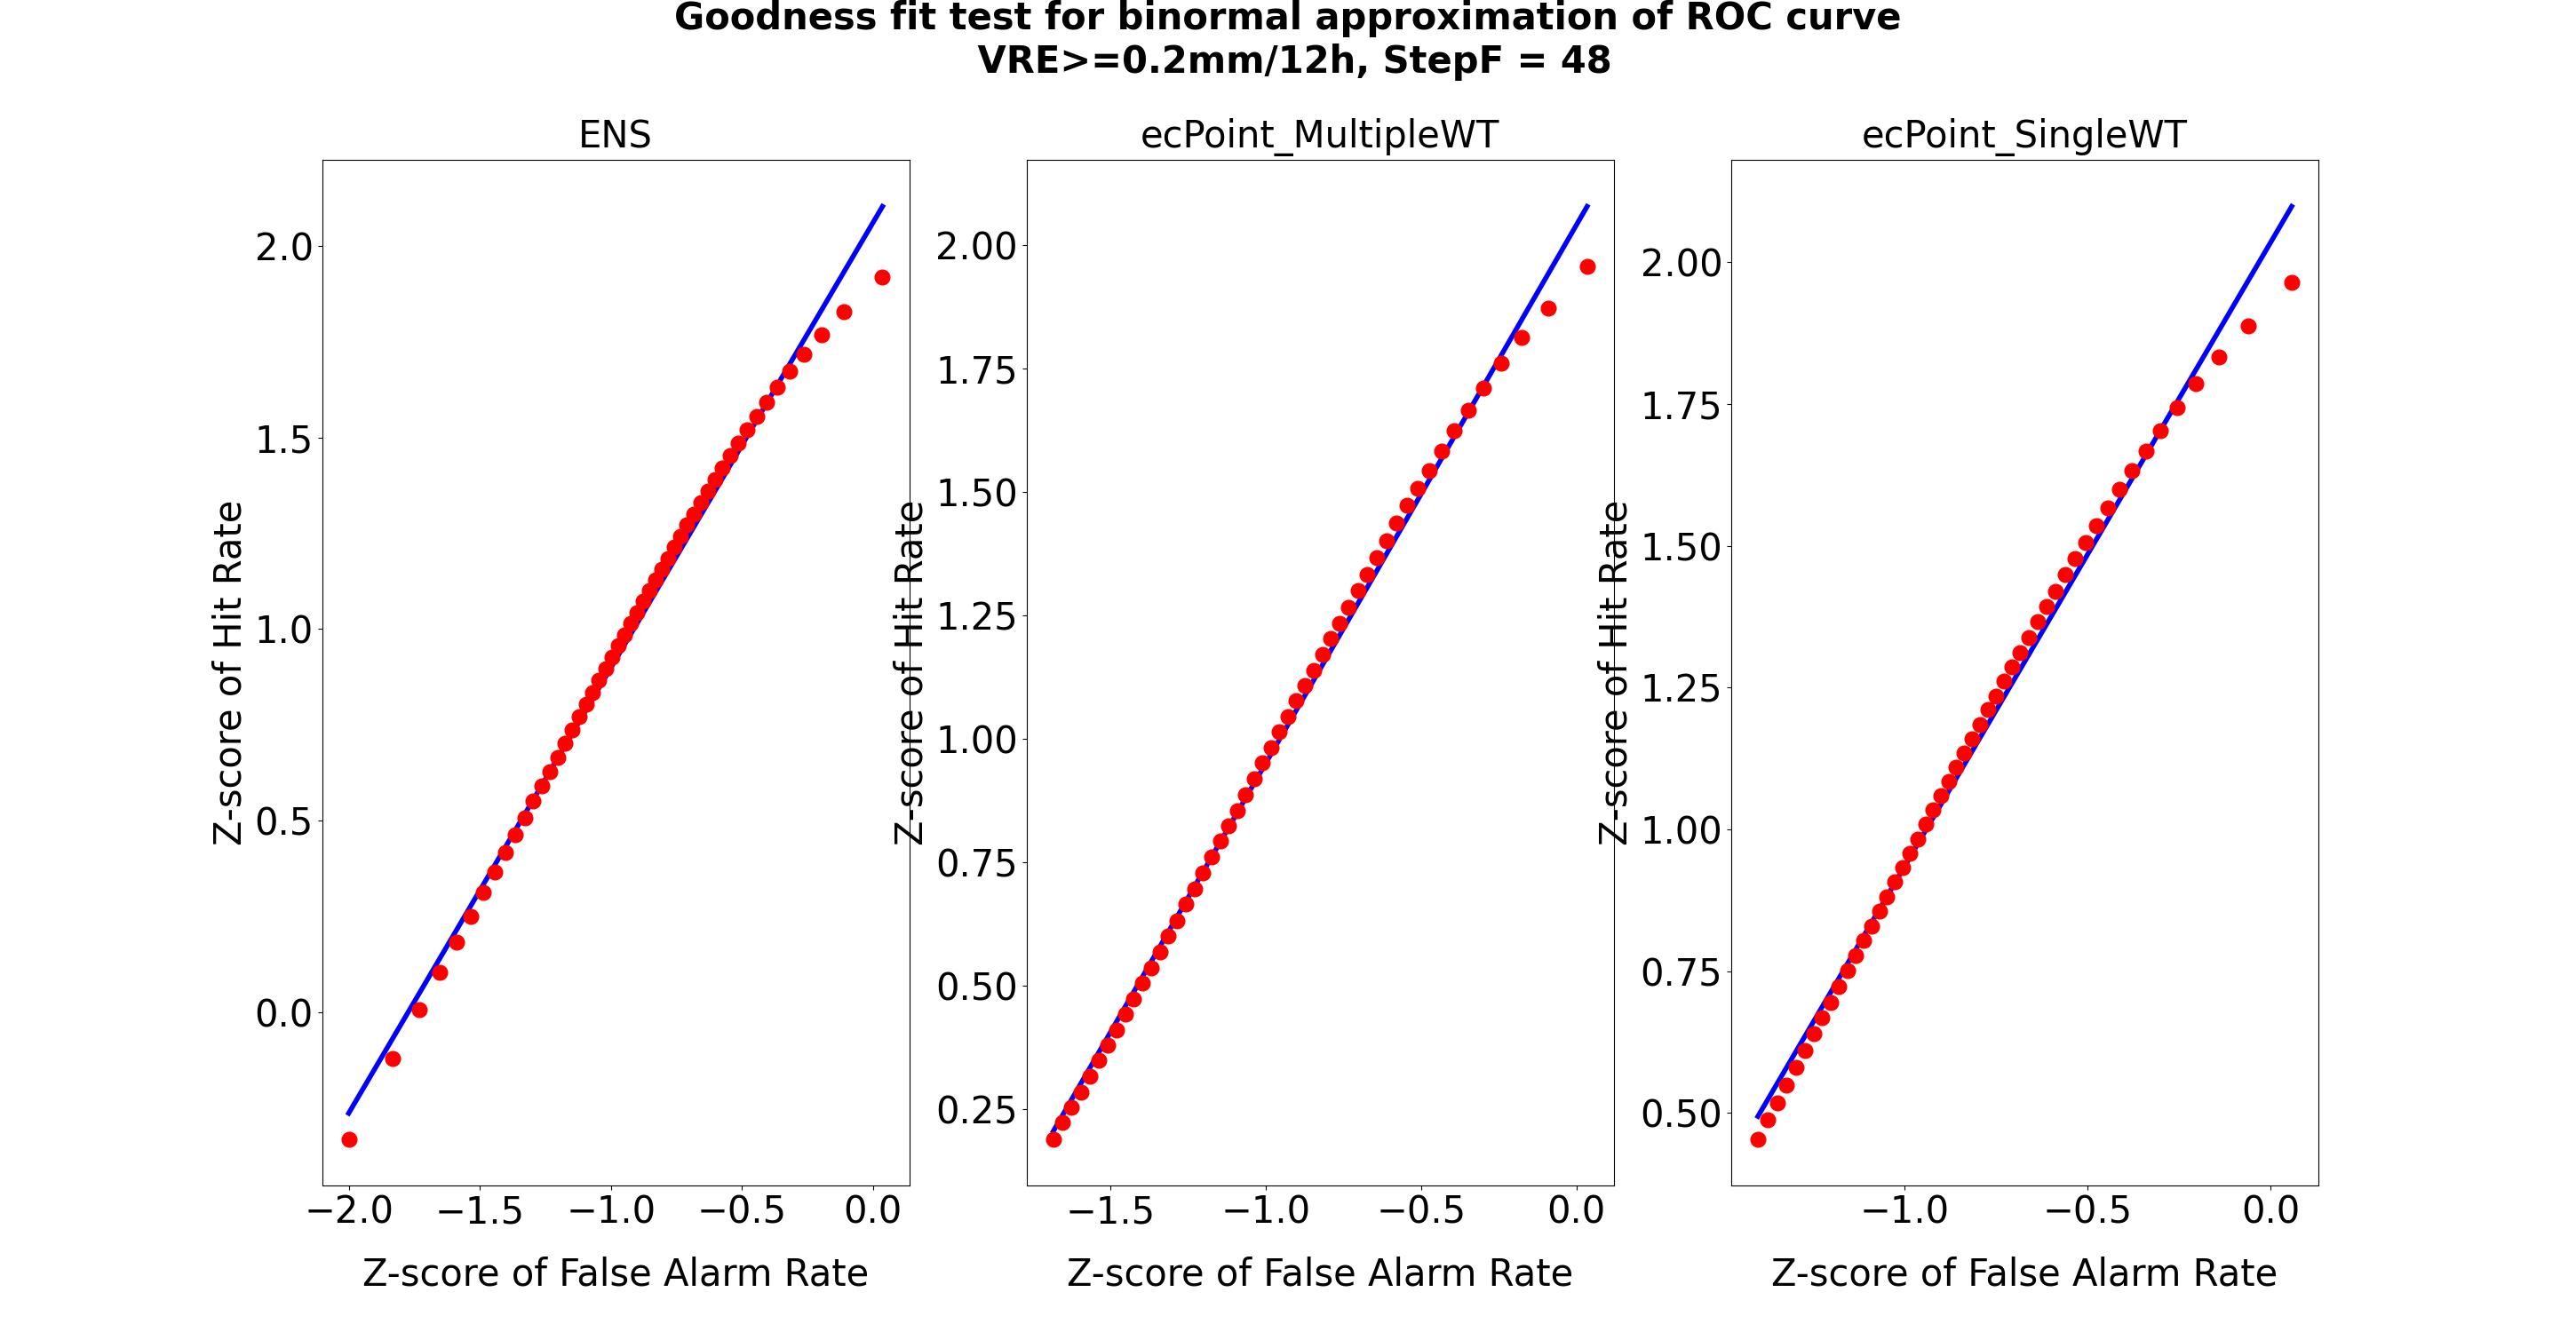 Goodness fit test for binormal approximation of ROC curve
VRE>=0.2mm/12h, StepF = 48
ENS
2.0
1.5
1.0
0.5
0.0
Z-score of Hit Rate
−2.0 −1.5 −1.0 −0.5 0.0
Z-score of False Alarm Rate
ecPoint_MultipleWT
2.00
1.75
1.50
1.25
1.00
0.75
0.50
0.25
Z-score of Hit Rate
−1.5 −1.0 −0.5 0.0
Z-score of False Alarm Rate
ecPoint_SingleWT
2.00
1.75
1.50
1.25
1.00
0.75
0.50
Z-score of Hit Rate
−1.0 −0.5 0.0
Z-score of False Alarm Rate